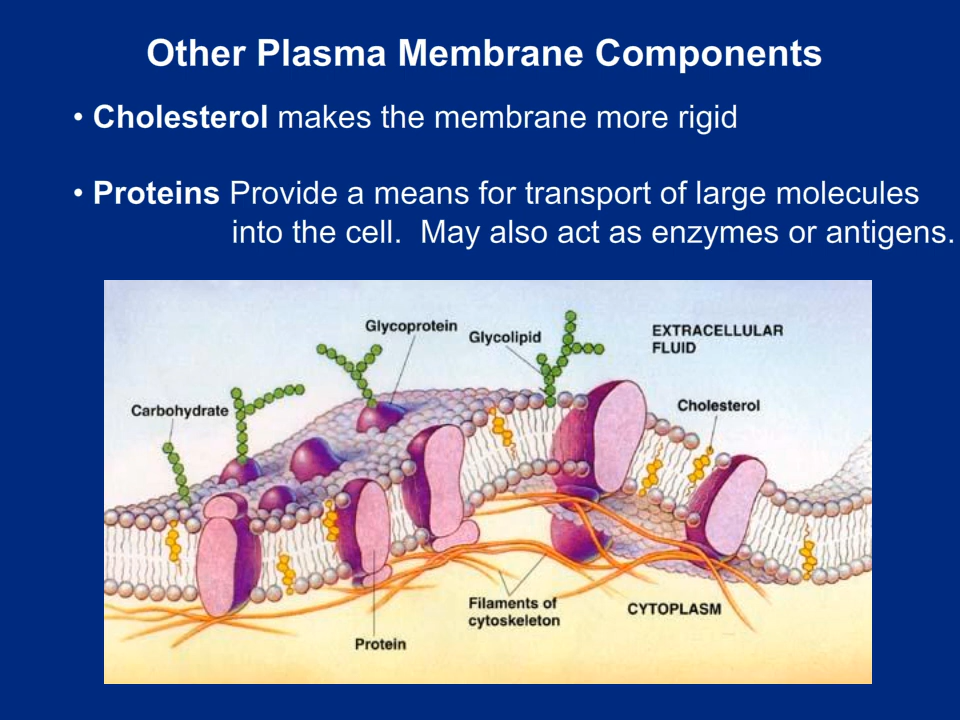 Other Plasma Membrane Components
• Cholesterol makes the membrane more rigid
• Proteins Provide a means for transport of large molecules
into the cell.  May also act as enzymes or antigens.
Glycoprotein
Glycolipid
EXTRACELLULAR
FLUID
Carbohydrate
Cholesterol
Filaments of
cytoskeleton
CYTOPLASM
Protein